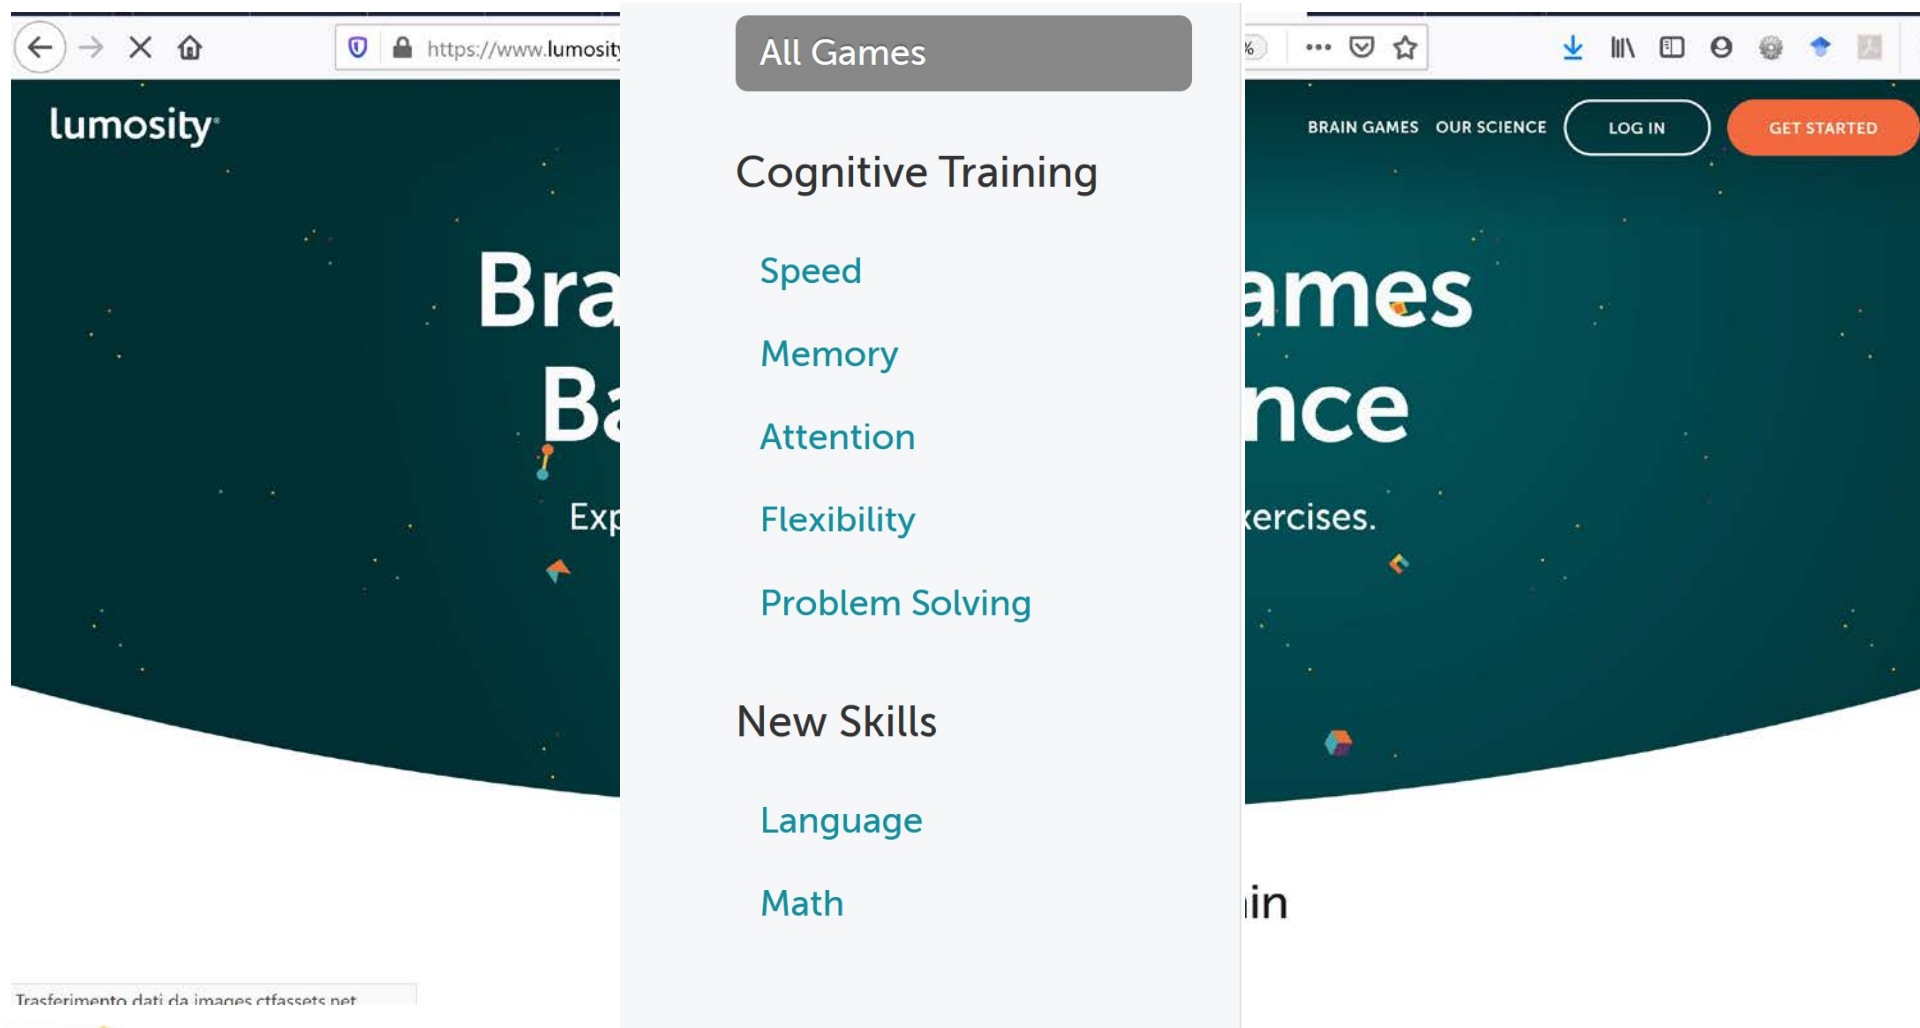 https://www.lumosity
%
lumosity
BRAIN GAMES OUR SCIENCE LOG IN GET STARTED
All Games
Cognitive Training
Speed
Memory
Attention
Flexibility
Problem Solving
New Skills
Language
Math
Bra ames
Ba nce
Exp ercises.
in
Trasferimento dati da images.ctfassets.net